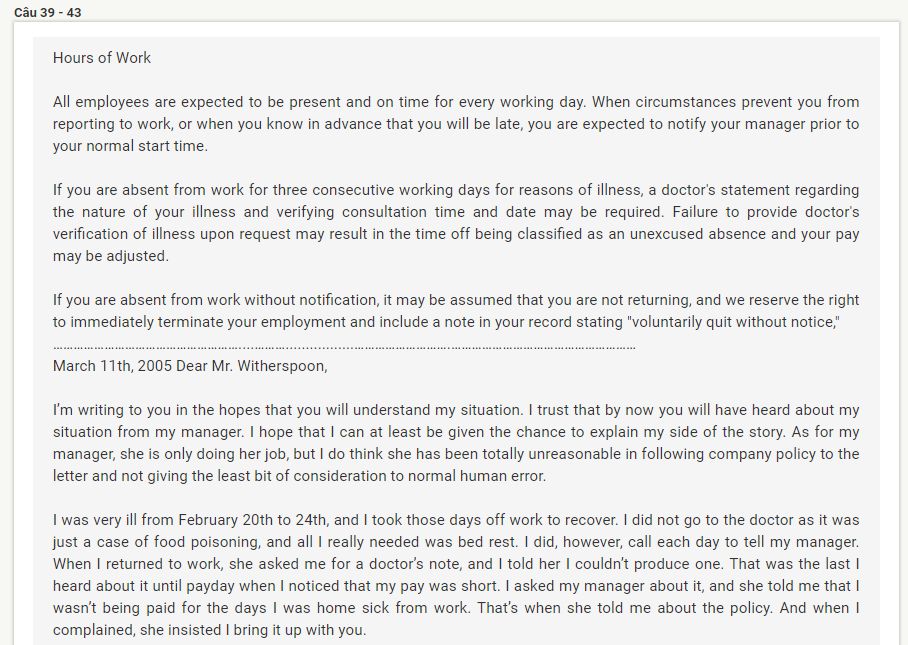 Câu 39 - 43
Hours of Work
All employees are expected to be present and on time for every working day. When circumstances prevent you from
reporting to work, or when you know in advance that you will be late, you are expected to notify your manager prior to
your normal start time.
If you are absent from work for three consecutive working days for reasons of illness, a doctor's statement regarding
the nature of your illness and verifying consultation time and date may be required. Failure to provide doctor's
verification of illness upon request may result in the time off being classified as an unexcused absence and your pay
may be adjusted.
If you are absent from work without notification, it may be assumed that you are not returning, and we reserve the right
to immediately terminate your employment and include a note in your record stating "voluntarily quit without notice,"
March 11th, 2005 Dear Mr. Witherspoon,
I’m writing to you in the hopes that you will understand my situation. I trust that by now you will have heard about my
situation from my manager. I hope that I can at least be given the chance to explain my side of the story. As for my
manager, she is only doing her job, but I do think she has been totally unreasonable in following company policy to the
letter and not giving the least bit of consideration to normal human error.
I was very ill from February 20th to 24th, and I took those days off work to recover. I did not go to the doctor as it was
just a case of food poisoning, and all I really needed was bed rest. I did, however, call each day to tell my manager.
When I returned to work, she asked me for a doctor’s note, and I told her I couldn’t produce one. That was the last I
heard about it until payday when I noticed that my pay was short. I asked my manager about it, and she told me that I
wasn’t being paid for the days I was home sick from work. That’s when she told me about the policy. And when I
complained, she insisted I bring it up with you.